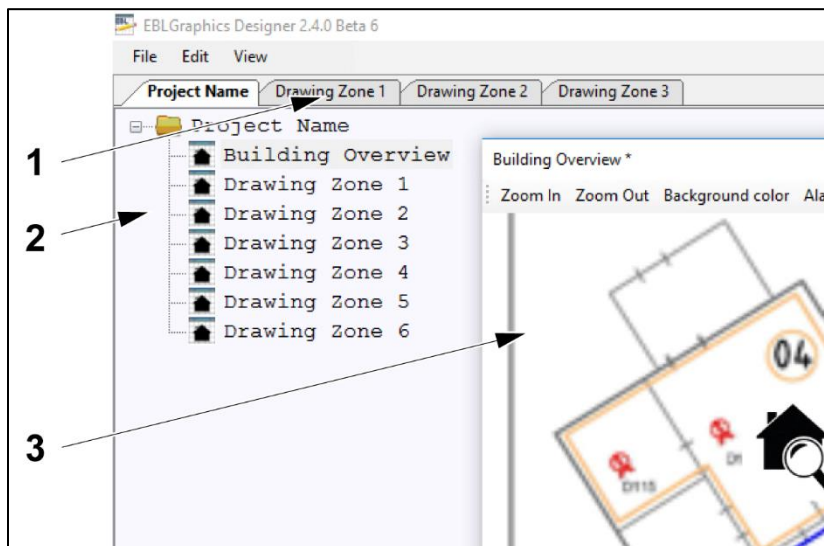 EBLGraphics Designer 2.4.0 Beta 6
File Edit View
Project Name Drawing Zone 1 Drawing Zone 2 Drawing Zone 3
Project Name
Building Overview
Drawing Zone 1
Drawing Zone 2
Drawing Zone 3
Drawing Zone 4
Drawing Zone 5
Drawing Zone 6
1
2
3
Building Overview *
Zoom In Zoom Out Background color Ala
04
D1
D115